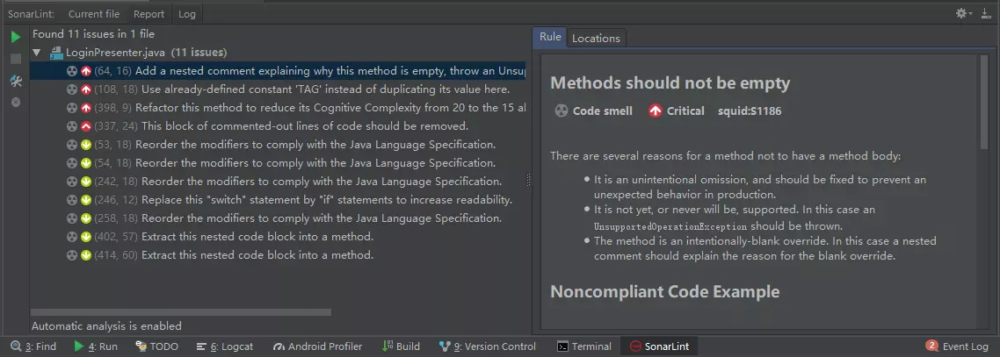 SonarLint: Current file Report Log
Found 11 issues in 1 file
LoginPresenter.java (11 issues)
(64, 16) Add a nested comment explaining why this method is empty, throw an Unsup
(108, 18) Use already-defined constant 'TAG' instead of duplicating its value here.
(398, 9) Refactor this method to reduce its Cognitive Complexity from 20 to the 15 al
(337, 24) This block of commented-out lines of code should be removed.
(53, 18) Reorder the modifiers to comply with the Java Language Specification.
(54, 18) Reorder the modifiers to comply with the Java Language Specification.
(242, 18) Reorder the modifiers to comply with the Java Language Specification.
(246, 12) Replace this "switch" statement by "if" statements to increase readability.
(258, 18) Reorder the modifiers to comply with the Java Language Specification.
(402, 57) Extract this nested code block into a method.
(414, 60) Extract this nested code block into a method.
Automatic analysis is enabled
Rule Locations
Methods should not be empty
Code smell Critical squid:S1186
There are several reasons for a method not to have a method body:
• It is an unintentional omission, and should be fixed to prevent an
unexpected behavior in production.
• It is not yet, or never will be, supported. In this case an
UnsupportedOperationException should be thrown.
• The method is an intentionally-blank override. In this case a nested
comment should explain the reason for the blank override.
Noncompliant Code Example
3: Find 4: Run TODO 6: Logcat Android Profiler Build 9: Version Control Terminal SonarLint 2 Event Log